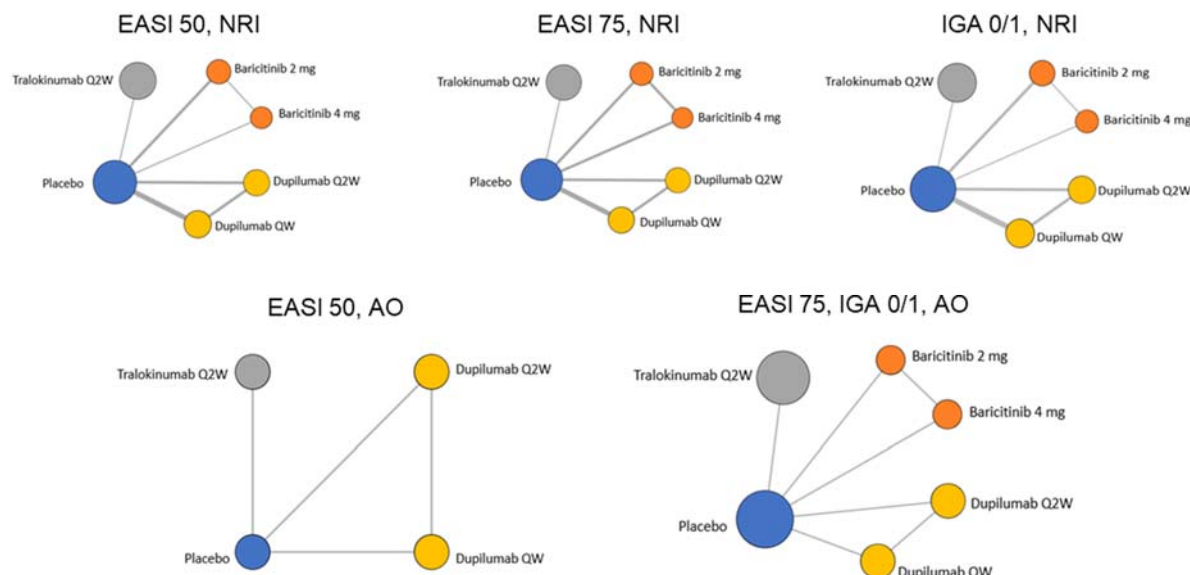 EASI 50, NRI
Tralokinumab Q2W
Baricitinib 2 mg
Baricitinib 4 mg
Placebo
Dupilumab Q2W
Dupilumab QW
EASI 75, NRI
Tralokinumab Q2W
Baricitinib 2 mg
Baricitinib 4 mg
Placebo
Dupilumab Q2W
Dupilumab QW
IGA 0/1, NRI
Tralokinumab Q2W
Baricitinib 2 mg
Baricitinib 4 mg
Placebo
Dupilumab Q2W
Dupilumab QW
EASI 50, AO
Tralokinumab Q2W
Dupilumab Q2W
Placebo
Dupilumab QW
EASI 75, IGA 0/1, AO
Tralokinumab Q2W
Baricitinib 2 mg
Baricitinib 4 mg
Placebo
Dupilumab Q2W
Dupilumab QW